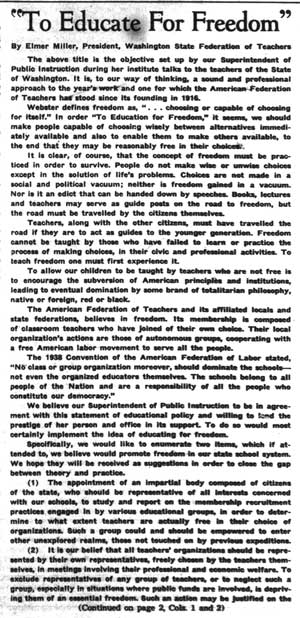 "To Educate For Freedom"
By Elmer Miller, President, Washington State Federation of Teachers
The above title is the objective set up by our Superintendent of
Public Instruction during her institute talks to the teachers of the State
of Washington. It is, to our way of thinking, a sound and professional
approach to the year's work and one for which the American Federation
of Teachers has stood since its founding in 1916.
Webster defines freedom as, ". . . choosing or capable of choosing
for itself." In order "To Education for Freedom," it seems, we should
make people capable of choosing wisely between alternatives immedi-
ately available and also to enable them to make others available, to
the end that they may be reasonably free in their choices.
It is clear, of course, that the concept of freedom must be prac-
ticed in order to survive. People do not make wise or unwise choices
except in the solution of life's problems. Choices are not made in a
social and political vacuum; neither is freedom gained in a vacuum.
Nor is it an edict that can be handed down by speeches. Books, lectures
and teachers may serve as guide posts on the road to freedom, but
the road must be travelled by the citizens themselves.
Teachers, along with the other citizens, must have travelled the
road if they are to act as guides to the younger generation. Freedom
cannot be taught by those who have failed to learn or practice the
process of making choices, in their civic and professional activities. To
teach freedom one must first experience it.
To allow our children to be taught by teachers who are not free is
to encourage the subversion of American principles and institutions,
leading to eventual domination by some brand of totalitarian philosophy,
native or foreign, red or black.
The American Federation of Teachers and its affiliated locals and
state federations, believes in freedom. Its membership is composed
of classroom teachers who have joined of their own choice. Their local
organization's actions are those of autonomous groups, cooperating with
a free American labor movement to serve all the people.
The 1938 Convention of the American Federation of Labor stated,
"No class or group organization moreover, should dominate the schools—
not even the organized educators themselves. The schools belong to all
people of the Nation and are a responsibility of all the people who
constitute our democracy."
We believe our Superintendent of Public Instruction to be in agree-
ment with this statement of educational policy and willing to lend the
prestige of her person and office in its support. To do so would most
certainly implement the idea of educating for freedom.
Specifically, we would like to enumerate two items, which if at-
tended to, we believe would promote freedom in our state school system.
We hope they will be received as suggestions in order to close the gap
between theory and practice.
(1) The appointment of an impartial body composed of citizens
of the state, who should be representative of all interests concerned
with our schools, to study and report on the membership recruitment
practices engaged in by various educational groups, in order to deter-
mine to what extent teachers are actually free in their choice of
organizations. Such a group could and should be empowered to enter
other unexplored realms, these not touched on by previous expeditions.
(2) It is our belief that all teachers' organizations should be repre-
sented by their own representatives, freely chosen by the teachers them-
selves, in meetings involving their professional and economic welfare. To
exclude representatives of any group of teachers, or to neglect such a
group, especially in situations where public funds are involved, is depriv-
ing them of an essential freedom. Such an action may be justified on the
(Continued on page 2, Cols. 1 and 2)